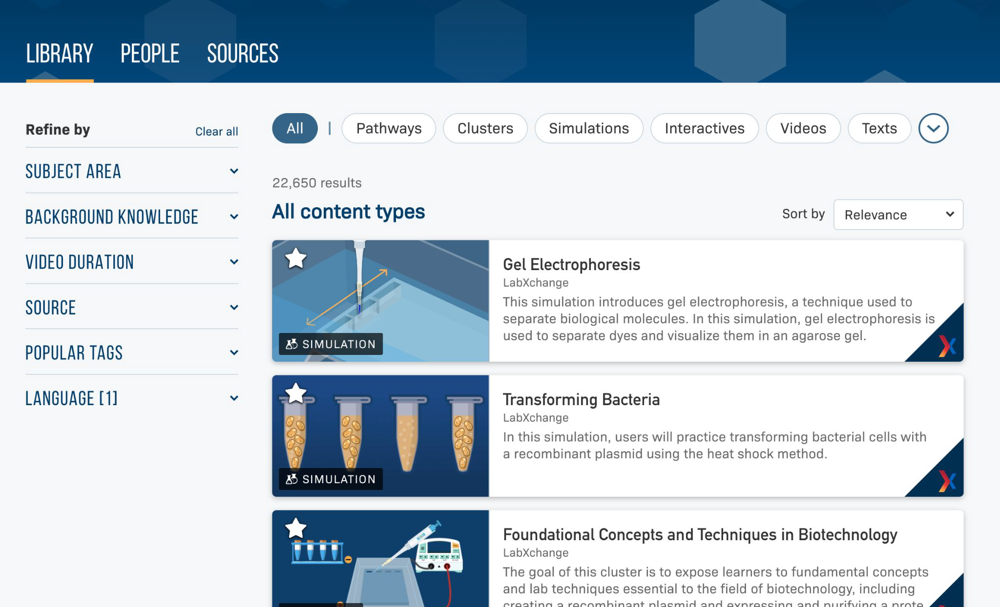 LIBRARY PEOPLE SOURCES
Refine by
Clear all
SUBJECT AREA
BACKGROUND KNOWLEDGE
VIDEO DURATION
SOURCE
POPULAR TAGS
LANGUAGE [1]
All | Pathways Clusters Simulations Interactives Videos Texts
22,650 results
All content types
Sort by Relevance
SIMULATION
Gel Electrophoresis
LabXchange
This simulation introduces gel electrophoresis, a technique used to
separate biological molecules. In this simulation, gel electrophoresis is
used to separate dyes and visualize them in an agarose gel.
SIMULATION
Transforming Bacteria
LabXchange
In this simulation, users will practice transforming bacterial cells with
a recombinant plasmid using the heat shock method.
Foundational Concepts and Techniques in Biotechnology
LabXchange
The goal of this cluster is to expose learners to fundamental concepts
and lab techniques essential to the field of biotechnology, including
creating a recombinant plasmid and expressing and purifying a prote